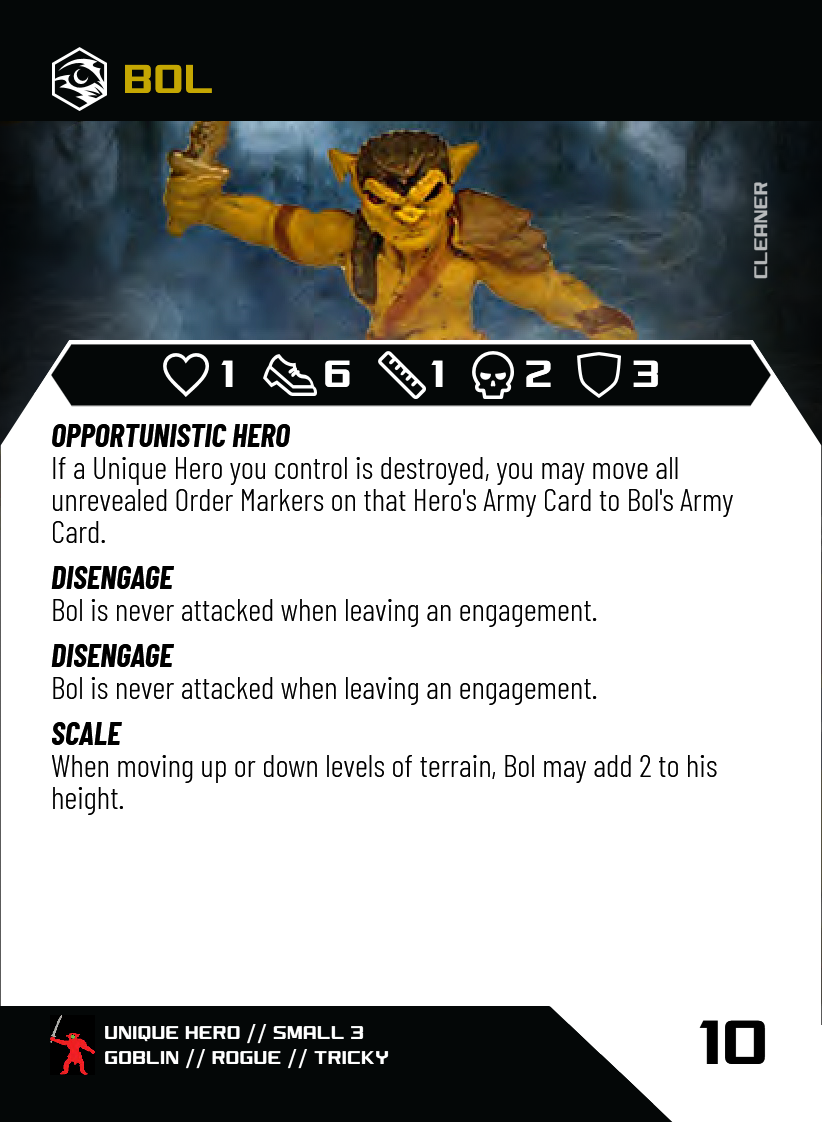 BOL
CLEANER
1 6 1 2 3
OPPORTUNISTIC HERO
If a Unique Hero you control is destroyed, you may move all
unrevealed Order Markers on that Hero's Army Card to Bol's Army
Card.
DISENGAGE
Bol is never attacked when leaving an engagement.
DISENGAGE
Bol is never attacked when leaving an engagement.
SCALE
When moving up or down levels of terrain, Bol may add 2 to his
height.
UNIQUE HERO // SMALL 3
GOBLIN // ROGUE // TRICKY
10